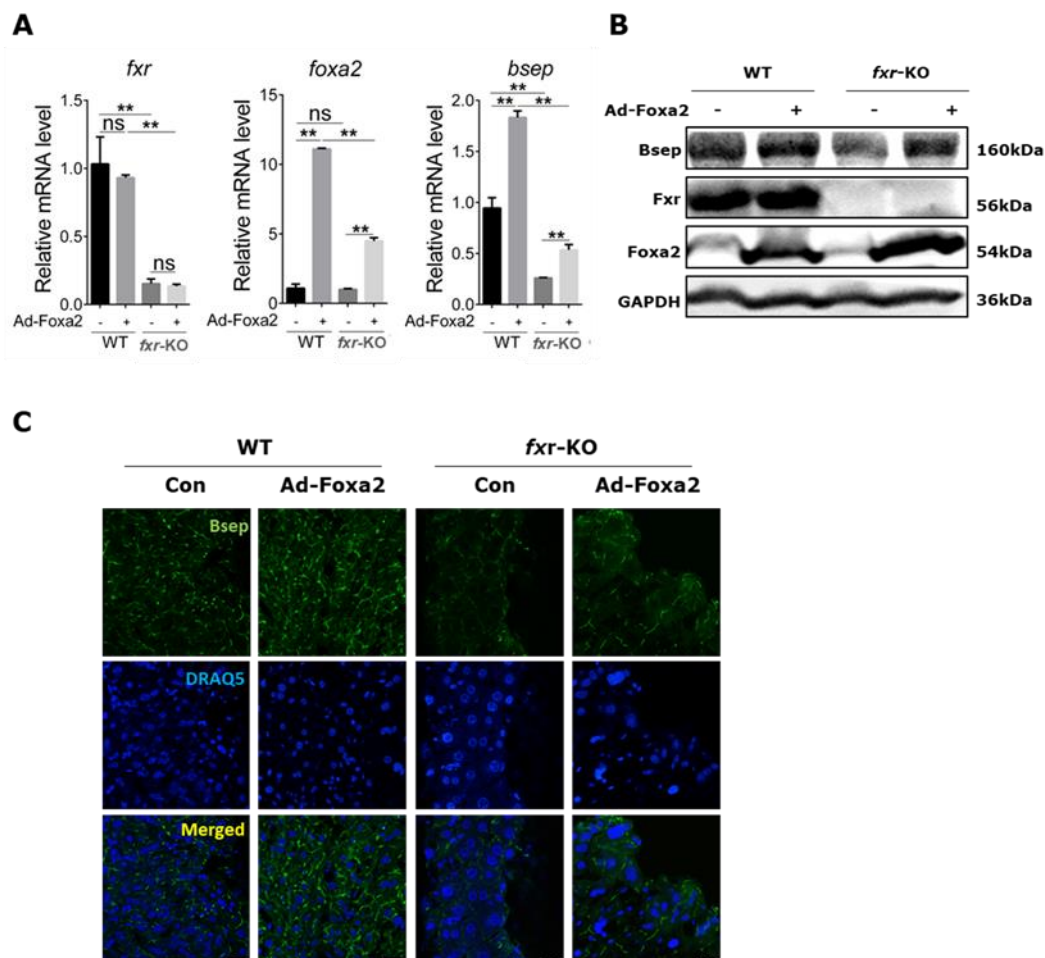 A
fxr
Relative mRNA level
1.5
1.0
0.5
0.0
**
ns
**
ns
Ad-Foxa2
-
+
-
+
WT
fxr-KO
foxa2
Relative mRNA level
15
10
5
0
ns
**
**
**
-
+
-
+
Ad-Foxa2
WT
fxr-KO
bsep
Relative mRNA level
2.0
1.5
1.0
0.5
0.0
**
**
**
**
-
+
-
+
Ad-Foxa2
WT
fxr-KO
B
WT
fxr-KO
Ad-Foxa2 - + - +
Bsep 160kDa
Fxr 56kDa
Foxa2 54kDa
GAPDH 36kDa
C
WT fxr-KO
Con Ad-Foxa2 Con Ad-Foxa2
Bsep
DRAQ5
Merged